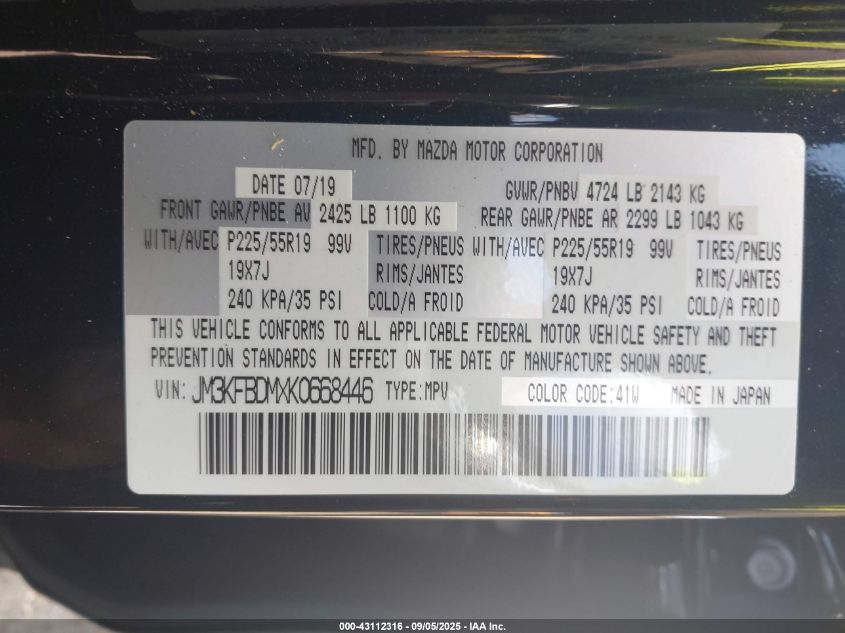 MFD. BY MAZDA MOTOR CORPORATION
DATE 07/19 GVWR/PNBV 4724 LB 2143 KG
FRONT GAWR/PNBE AV 2425 LB 1100 KG REAR GAWR/PNBE AR 2299 LB 1043 KG
WITH/AVEC P225/55R19 99V TIRES/PNEUS WITH/AVEC P225/55R19 99V TIRES/PNEUS
19X7J RIMS/JANTES 19X7J RIMS/JANTES
240 KPA/35 PSI COLD/A FROID 240 KPA/35 PSI COLD/A FROID
THIS VEHICLE CONFORMS TO ALL APPLICABLE FEDERAL MOTOR VEHICLE SAFETY AND THEFT
PREVENTION STANDARDS IN EFFECT ON THE DATE OF MANUFACTURE SHOWN ABOVE.
VIN: JM3KFBDMXK0668446 TYPE:MPV COLOR CODE:41W MADE IN JAPAN
000-43112316 - 09/05/2025 - IAA Inc.